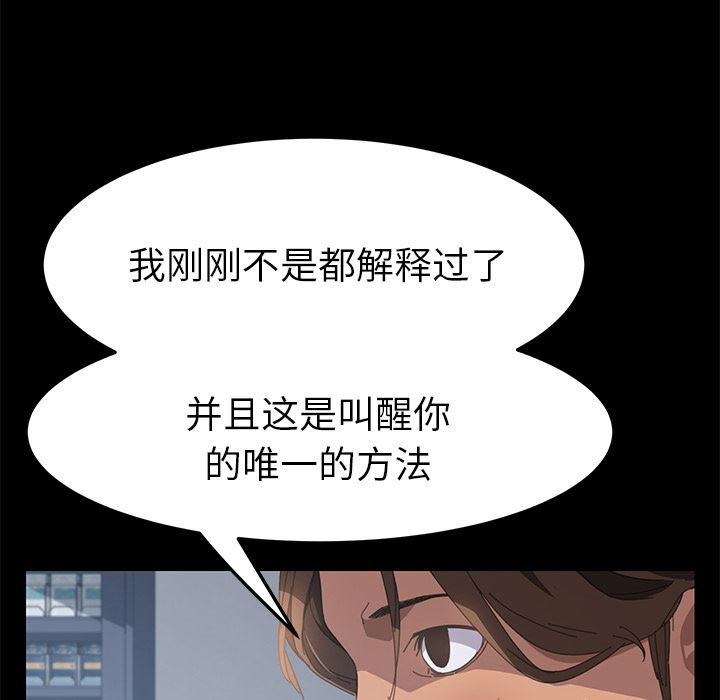 我刚刚不是都解释过了
并且这是叫醒你
的唯一的方法